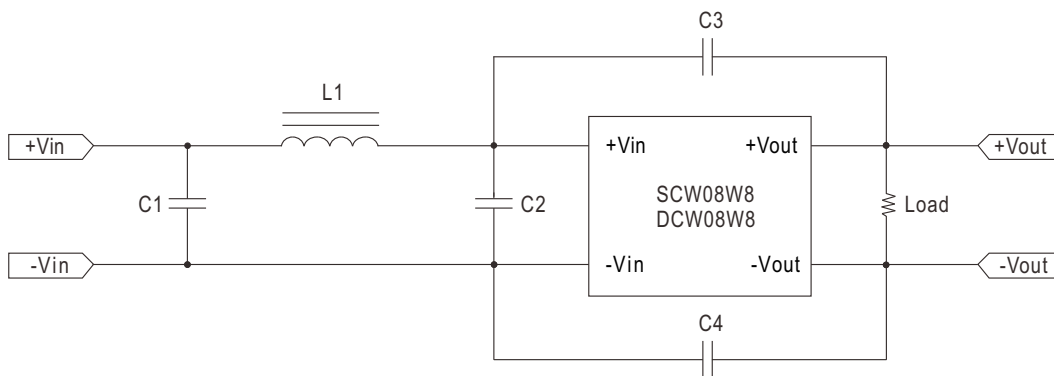 C3
L1
+Vin
+Vin
+Vout
+Vout
C1
C2
SCW08W8
DCW08W8
Load
-Vin
-Vin
-Vout
-Vout
C4